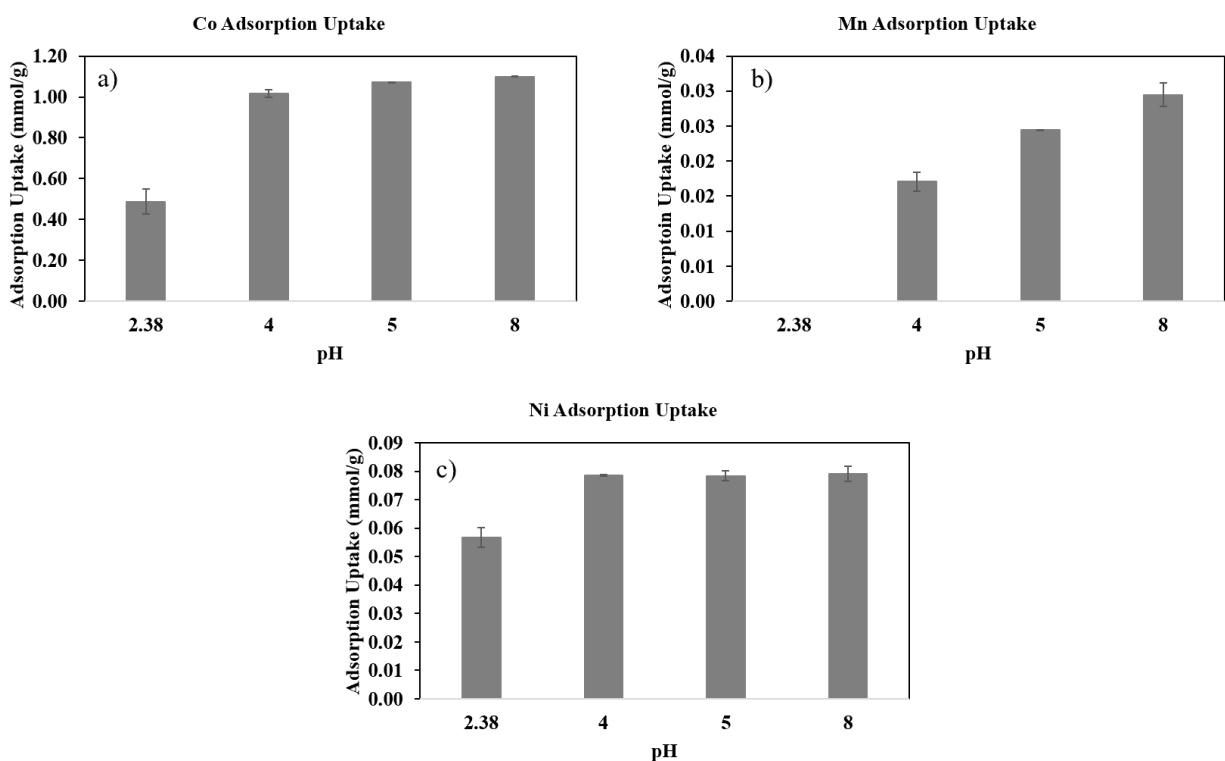 Co Adsorption Uptake
a)
Adsorption Uptake (mmol/g)
1.20
1.00
0.80
0.60
0.40
0.20
0.00
2.38 4 5 8
pH
Mn Adsorption Uptake
b)
Adsorptoin Uptake (mmol/g)
0.04
0.03
0.03
0.02
0.02
0.01
0.01
0.00
2.38 4 5 8
pH
Ni Adsorption Uptake
c)
Adsorption Uptake (mmol/g)
0.09
0.08
0.07
0.06
0.05
0.04
0.03
0.02
0.01
0.00
2.38 4 5 8
pH